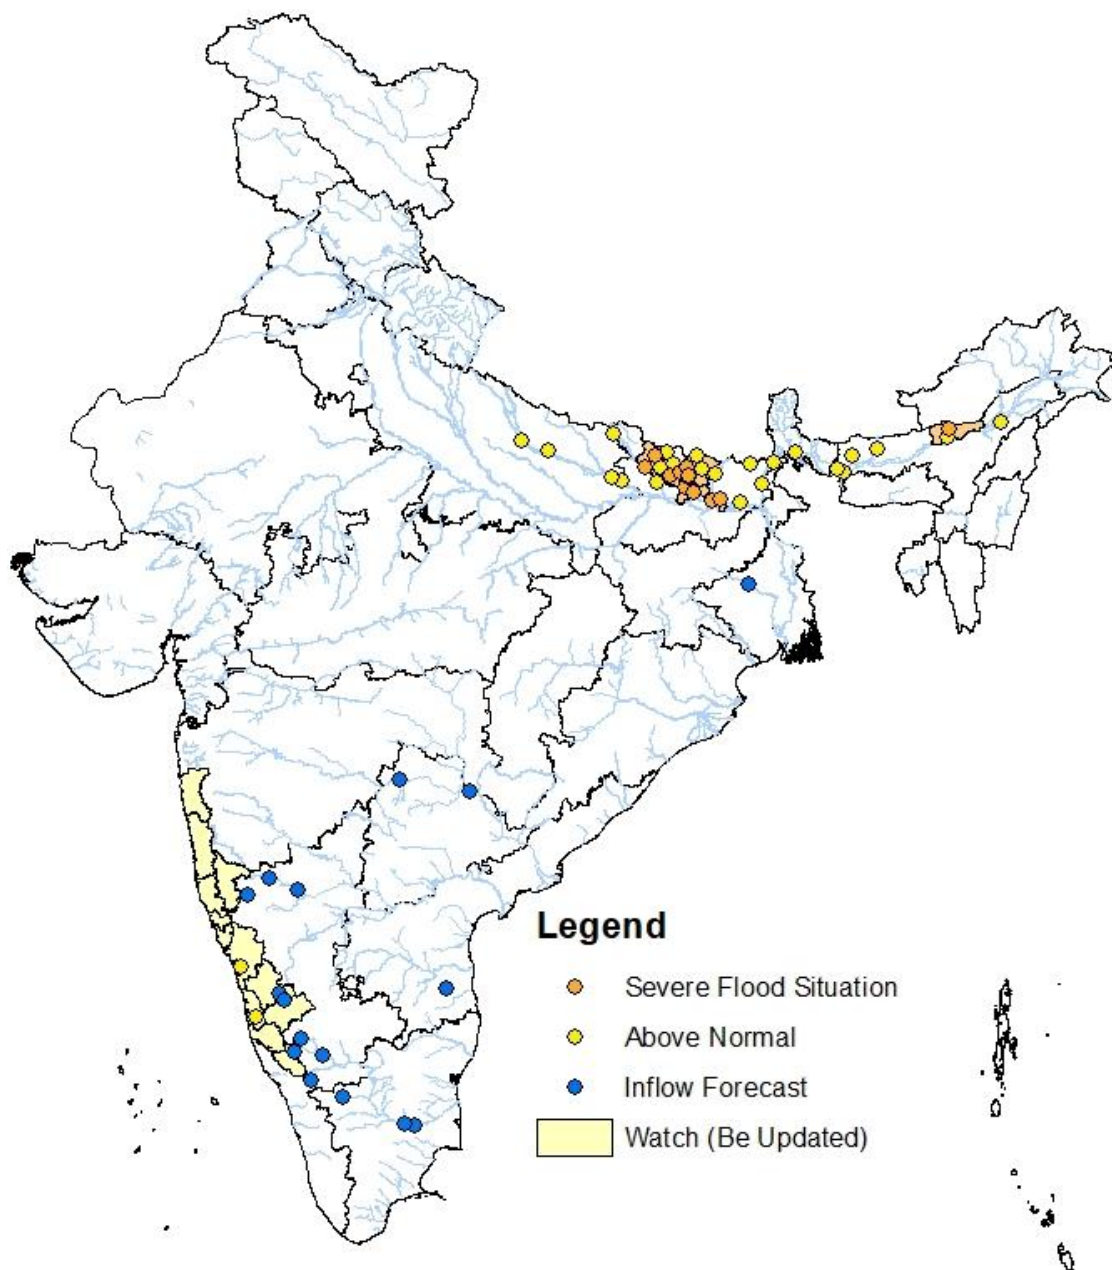 Legend
Severe Flood Situation
Above Normal
Inflow Forecast
Watch (Be Updated)